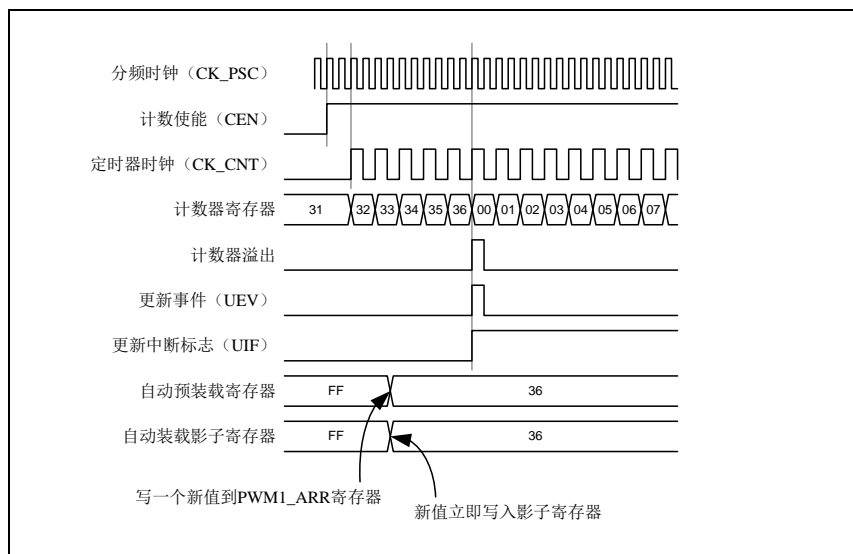 分频时钟（CK_PSC）
计数使能（CEN）
定时器时钟（CK_CNT）
计数器寄存器 31 32 33 34 35 36 00 01 02 03 04 05 06 07
计数器溢出
更新事件（UEV）
更新中断标志（UIF）
自动预装载寄存器 FF 36
自动装载影子寄存器 FF 36
写一个新值到PWM1_ARR寄存器
新值立即写入影子寄存器